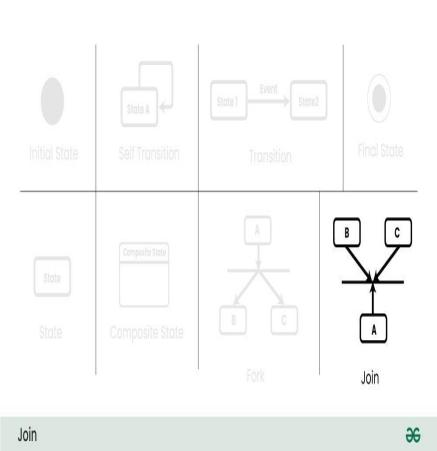 Event
State A
State 1
State2
Initial State
Self Transition
Transition
Final State
A
B
C
Composite State
State
B
C
A
State
Composite State
Fork
Join
Join